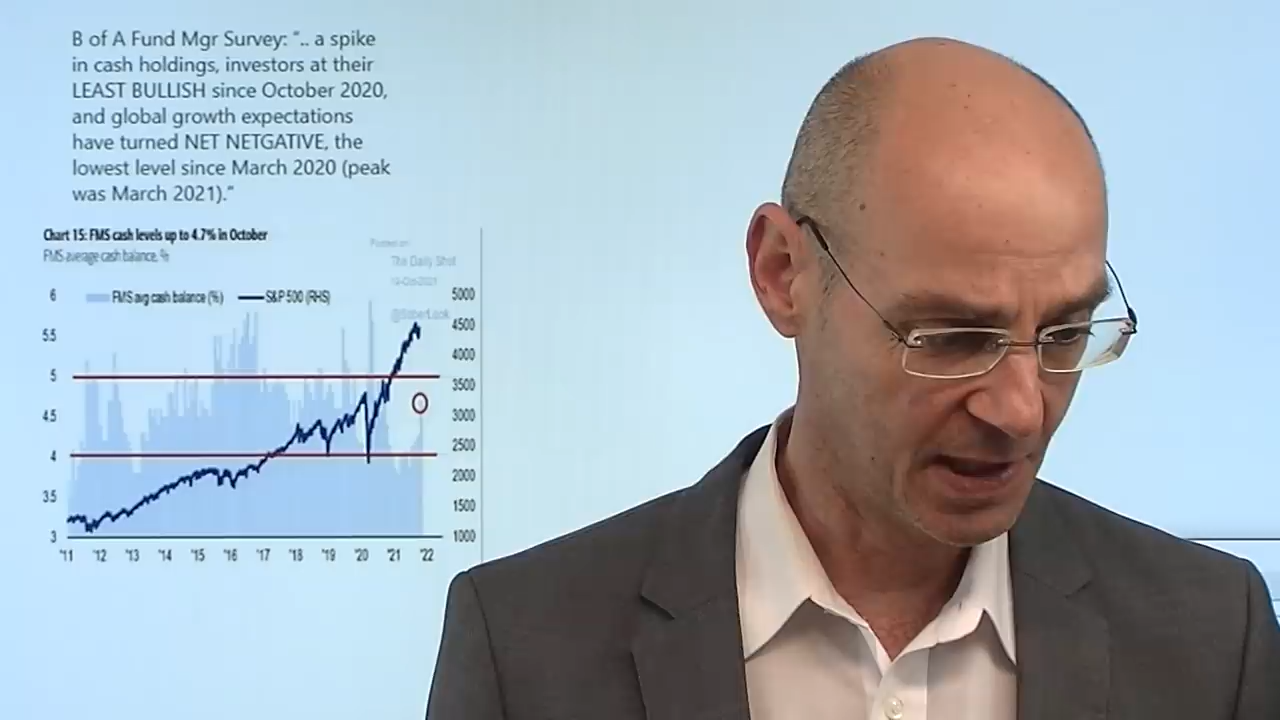 B of A Fund Mgr Survey: ".. a spike
in cash holdings, investors at their
LEAST BULLISH since October 2020,
and global growth expectations
have turned NET NETGATIVE, the
lowest level since March 2020 (peak
was March 2021)."
Chart 15: FMS cash levels up to 4.7% in October
FMS average cash balance, %
Posted on
The Daily Shot
@SoberLook
FMS avg cash balance (%)
S&P 500 (RHS)
6
5.5
5
4.5
4
3.5
3
5000
4500
4000
3500
3000
2500
2000
1500
1000
'11 '12 '13 '14 '15 '16 '17 '18 '19 '20 '21 '22